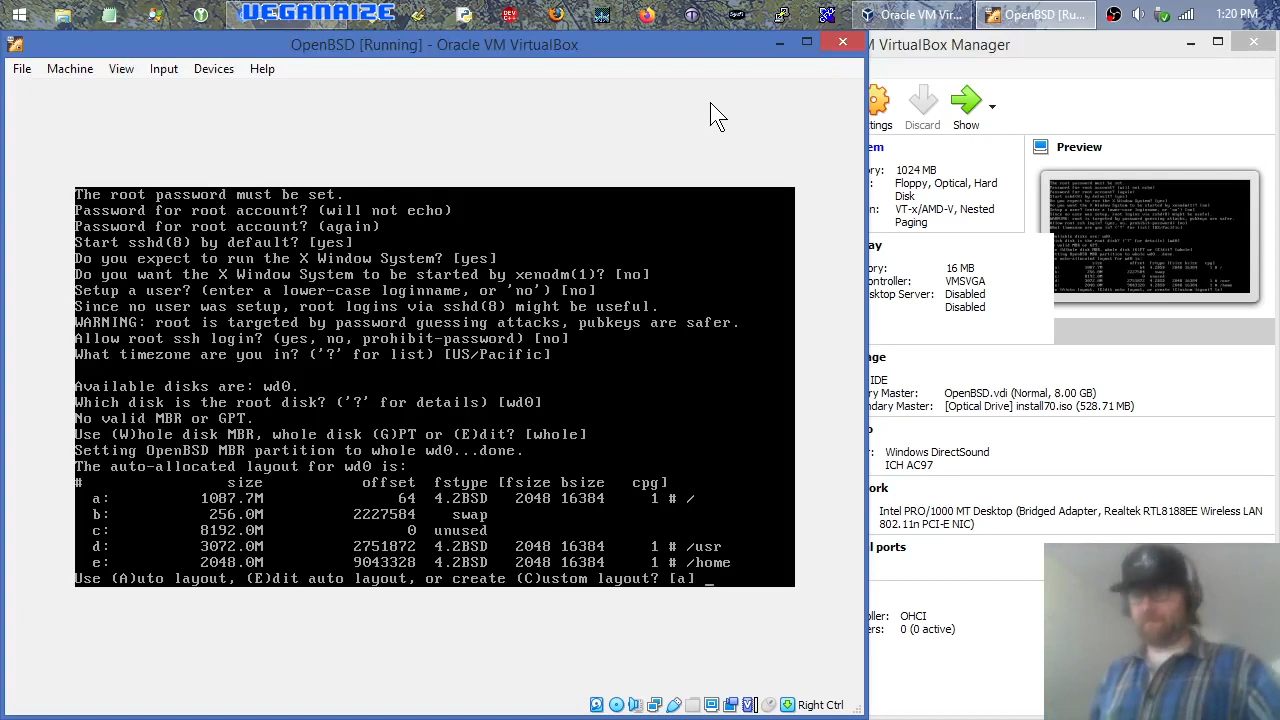 VEGANAIZE
DEV
Sysin
Oracle VM Vir...
OpenBSD [Ru...
1:20 PM
OpenBSD [Running] - Oracle VM VirtualBox
M VirtualBox Manager
File Machine View Input Devices Help
ttings Discard Show
The root password must be set.
Password for root account? (will not echo)
Password for root account? (again)
Start sshd(8) by default? [yes]
Do you expect to run the X Window System? [yes]
Do you want the X Window System to be started by xenodm(1)? [no]
Setup a user? (enter a lower-case loginname, or 'no') [no]
Since no user was setup, root logins via sshd(8) might be useful.
WARNING: root is targeted by password guessing attacks, pubkeys are safer.
Allow root ssh login? (yes, no, prohibit-password) [no]
What timezone are you in? ('?' for list) [US/Pacific]
Available disks are: wd0.
Which disk is the root disk? ('?' for details) [wd0]
No valid MBR or GPT.
Use (W)hole disk MBR, whole disk (G)PT or (E)dit? [whole]
Setting OpenBSD MBR partition to whole wd0...done.
The auto-allocated layout for wd0 is:
# size offset fstype [fsize bsize cpg]
a: 1087.7M 64 4.2BSD 2048 16384 1 # /
b: 256.0M 2227584 swap
c: 8192.0M 0 unused
d: 3072.0M 2751872 4.2BSD 2048 16384 1 # /usr
e: 2048.0M 9043328 4.2BSD 2048 16384 1 # /home
Use (A)uto layout, (E)dit auto layout, or create (C)ustom layout? [a] _
Right Ctrl
em
ry: 1024 MB
Floppy, Optical, Hard
Disk
VT-x/AMD-V, Nested
Paging
Preview
lay
16 MB
ontroller: VMSVGA
esktop Server: Disabled
Disabled
age
IDE
ary Master: OpenBSD.vdi (Normal, 8.00 GB)
ndary Master: [Optical Drive] install70.iso (528.71 MB)
o
Windows DirectSound
ICH AC97
ork
Intel PRO/1000 MT Desktop (Bridged Adapter, Realtek RTL8188EE Wireless LAN
802.11n PCI-E NIC)
al ports
oller: OHCI
ers: 0 (0 active)